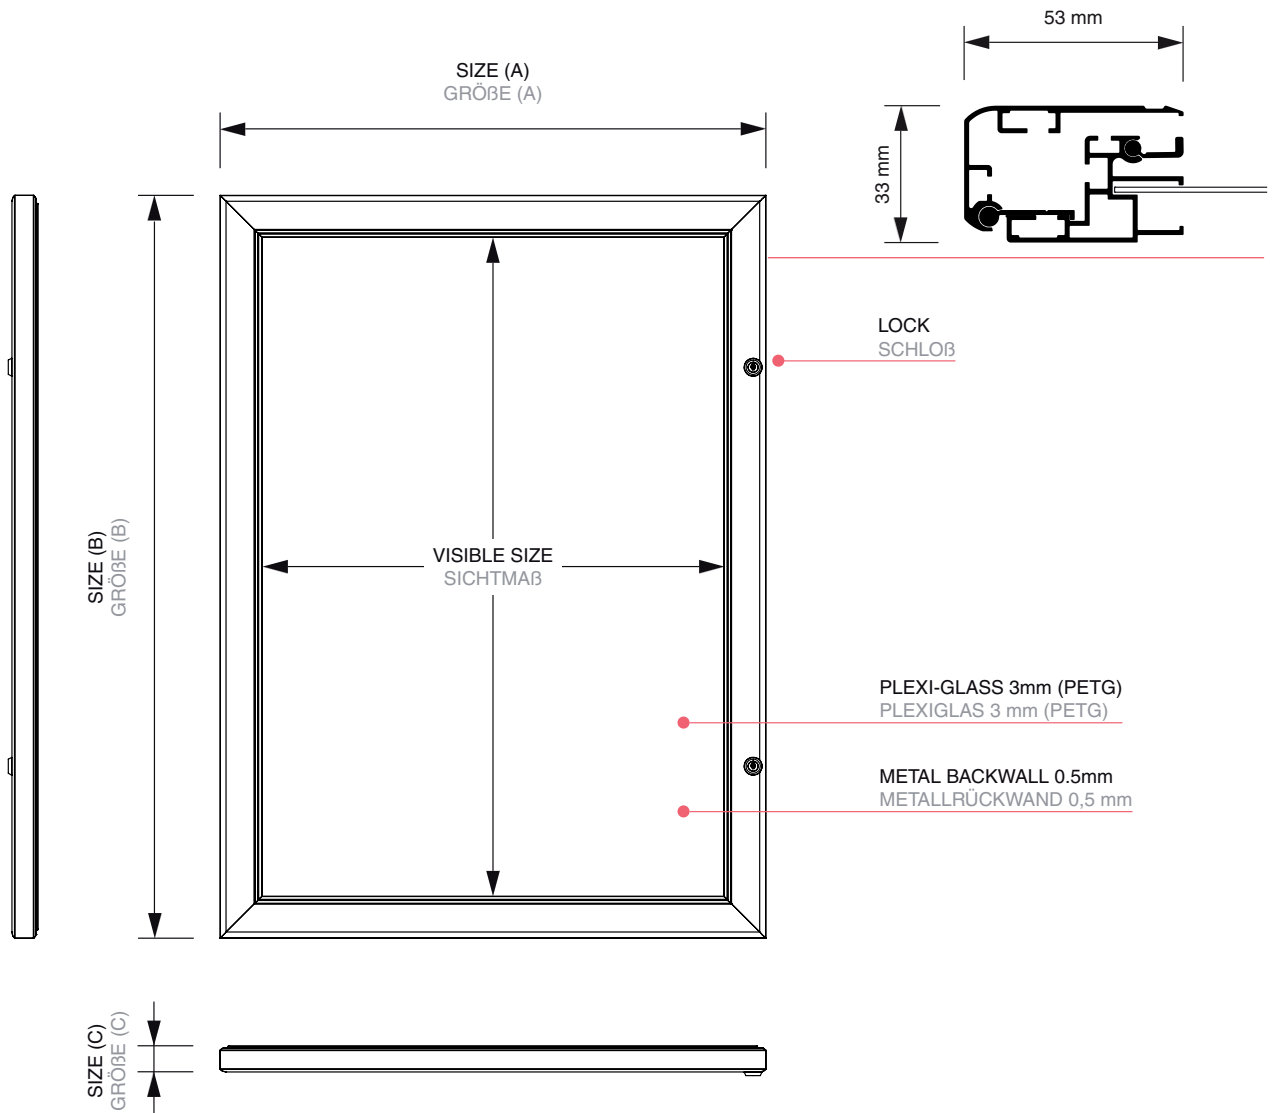 53 mm
SIZE (A)
GRÖßE (A)
33 mm
LOCK
SCHLOß
SIZE (B)
GRÖßE (B)
VISIBLE SIZE
SICHTMAß
PLEXI-GLASS 3mm (PETG)
PLEXIGLAS 3 mm (PETG)
METAL BACKWALL 0.5mm
METALLRÜCKWAND 0,5 mm
SIZE (C)
GRÖßE (C)